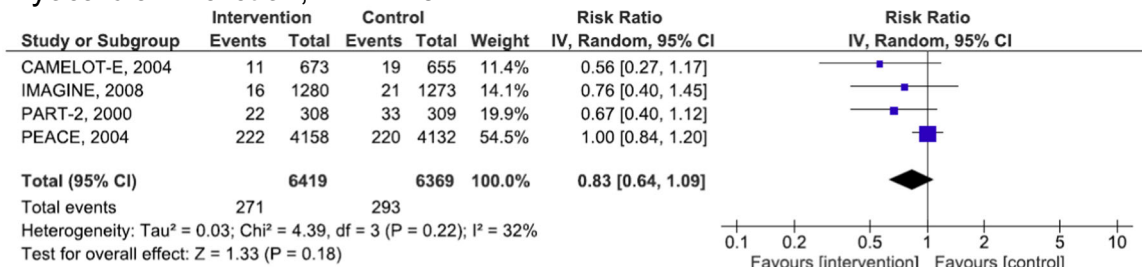 Intervention Control Risk Ratio Risk Ratio
Study or Subgroup Events Total Events Total Weight IV, Random, 95% CI IV, Random, 95% CI
CAMELOT-E, 2004 11 673 19 655 11.4% 0.56 [0.27, 1.17]
IMAGINE, 2008 16 1280 21 1273 14.1% 0.76 [0.40, 1.45]
PART-2, 2000 22 308 33 309 19.9% 0.67 [0.40, 1.12]
PEACE, 2004 222 4158 220 4132 54.5% 1.00 [0.84, 1.20]
Total (95% CI) 6419 6369 100.0% 0.83 [0.64, 1.09]
Total events 271 293
Heterogeneity: Tau² = 0.03; Chi² = 4.39, df = 3 (P = 0.22); I² = 32%
Test for overall effect: Z = 1.33 (P = 0.18)
0.1 0.2 0.5 1 2 5 10
Favours [intervention] Favours [control]